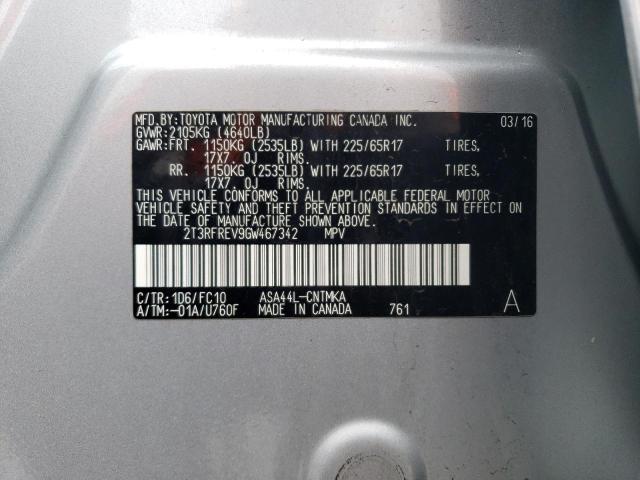 MFD.BY:TOYOTA MOTOR MANUFACTURING CANADA INC. 03/16
GVWR:2105KG (4640LB)
GAWR:FRT. 1150KG (2535LB) WITH 225/65R17 TIRES,
17X7.0J RIMS.
RR. 1150KG (2535LB) WITH 225/65R17 TIRES,
17X7.0J RIMS.
THIS VEHICLE CONFORMS TO ALL APPLICABLE FEDERAL MOTOR
VEHICLE SAFETY AND THEFT PREVENTION STANDARDS IN EFFECT ON
THE DATE OF MANUFACTURE SHOWN ABOVE.
2T3RFREV9GW467342 MPV
C/TR:1D6/FC10 ASA44L-CNTMKA
A/TM:-01A/U760F MADE IN CANADA 761 A